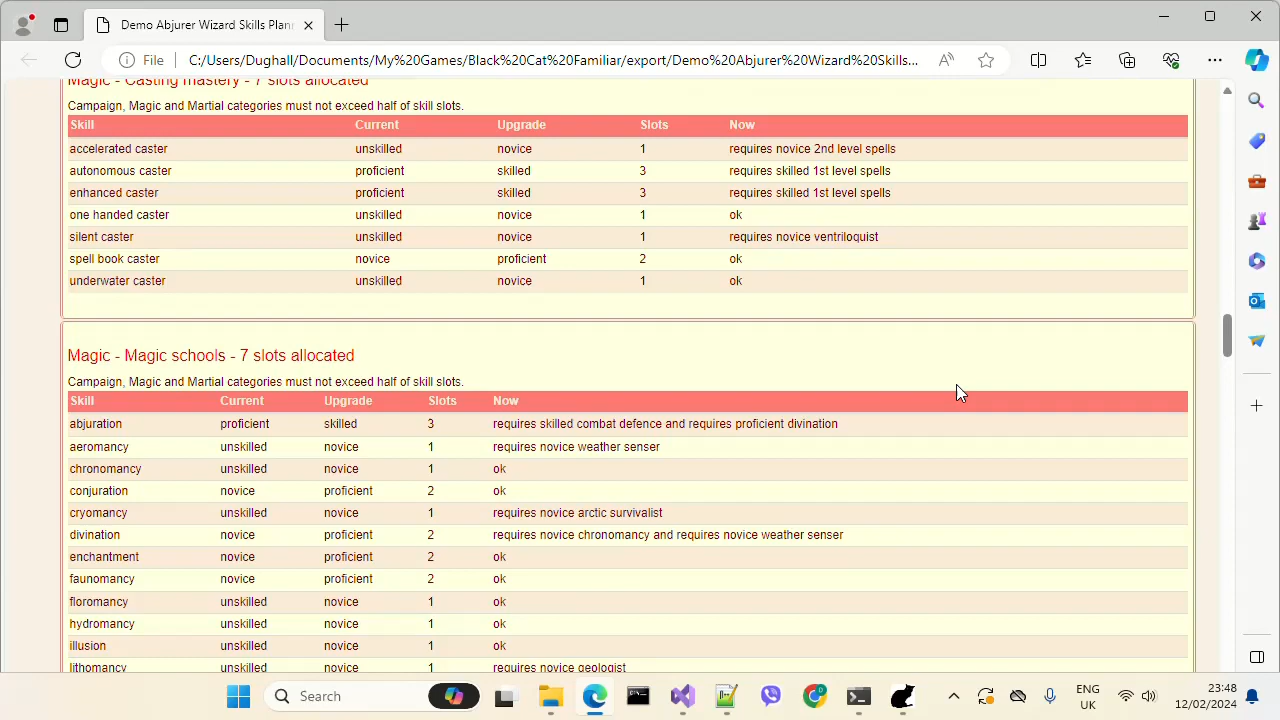 Demo Abjurer Wizard Skills Plan
File C:/Users/Dughall/Documents/My%20Games/Black%20Cat%20Familiar/export/Demo%20Abjurer%20Wizard%20Skills...
Magic - Casting mastery - 7 slots allocated
Campaign, Magic and Martial categories must not exceed half of skill slots.
Skill Current Upgrade Slots Now
accelerated caster unskilled novice 1 requires novice 2nd level spells
autonomous caster proficient skilled 3 requires skilled 1st level spells
enhanced caster proficient skilled 3 requires skilled 1st level spells
one handed caster unskilled novice 1 ok
silent caster unskilled novice 1 requires novice ventriloquist
spell book caster novice proficient 2 ok
underwater caster unskilled novice 1 ok
Magic - Magic schools - 7 slots allocated
Campaign, Magic and Martial categories must not exceed half of skill slots.
Skill Current Upgrade Slots Now
abjuration proficient skilled 3 requires skilled combat defence and requires proficient divination
aeromancy unskilled novice 1 requires novice weather senser
chronomancy unskilled novice 1 ok
conjuration novice proficient 2 ok
cryomancy unskilled novice 1 requires novice arctic survivalist
divination novice proficient 2 requires novice chronomancy and requires novice weather senser
enchantment novice proficient 2 ok
faunomancy novice proficient 2 ok
floromancy unskilled novice 1 ok
hydromancy unskilled novice 1 ok
illusion unskilled novice 1 ok
lithomancy unskilled novice 1 requires novice geologist
Search
ENG
UK
23:48
12/02/2024